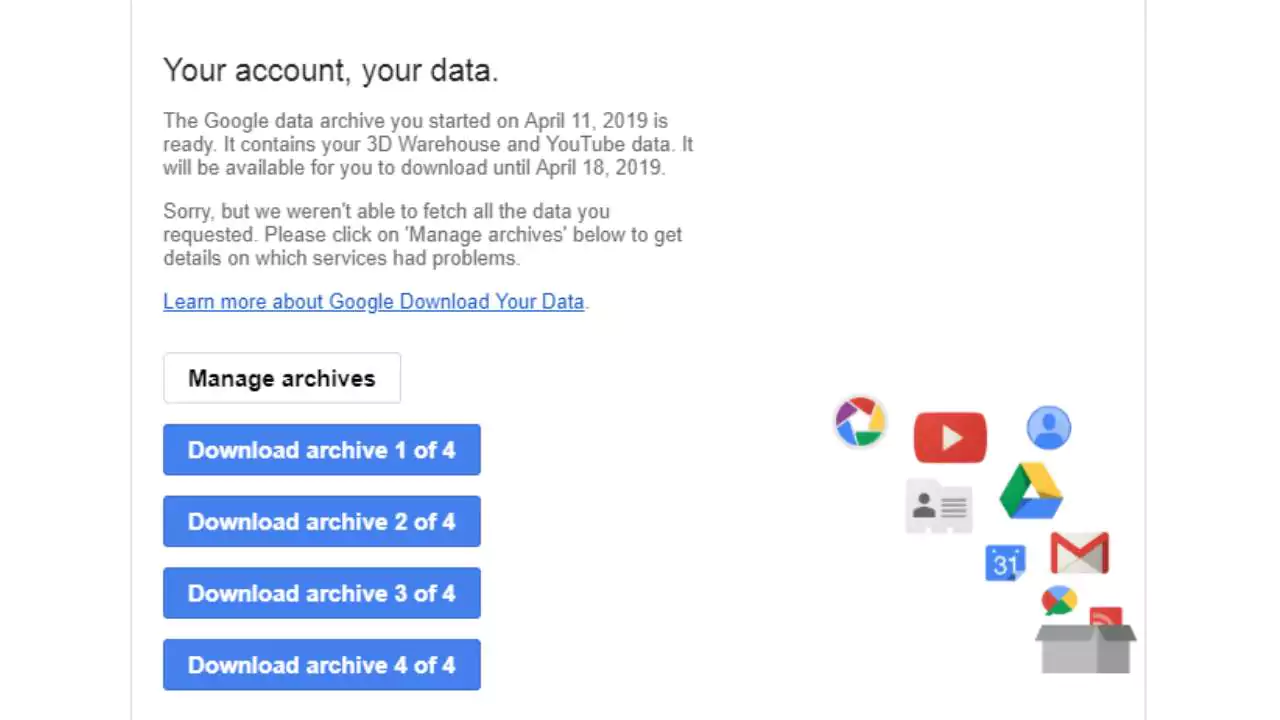 Your account, your data.
The Google data archive you started on April 11, 2019 is
ready. It contains your 3D Warehouse and YouTube data. It
will be available for you to download until April 18, 2019.
Sorry, but we weren't able to fetch all the data you
requested. Please click on 'Manage archives' below to get
details on which services had problems.
Learn more about Google Download Your Data.
Manage archives
Download archive 1 of 4
Download archive 2 of 4
Download archive 3 of 4
Download archive 4 of 4
31